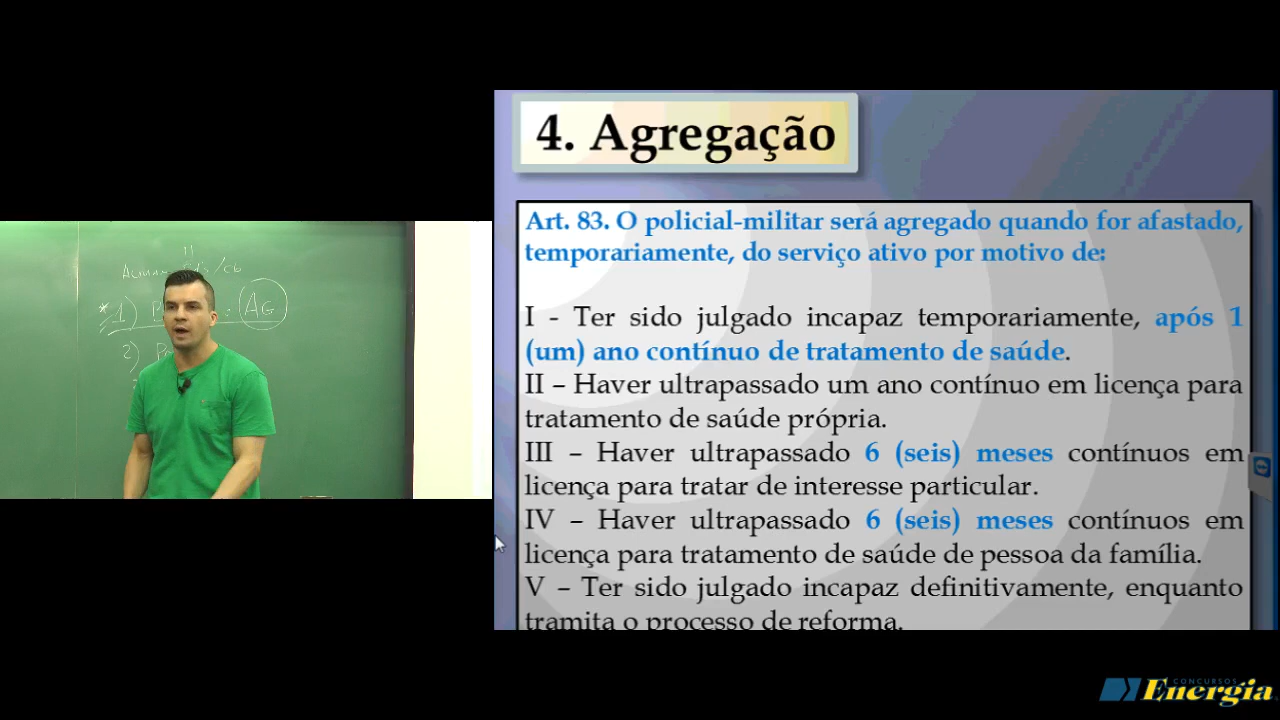 4. Agregação
Art. 83. O policial-militar será agregado quando for afastado,
temporariamente, do serviço ativo por motivo de:
I - Ter sido julgado incapaz temporariamente, após 1
(um) ano contínuo de tratamento de saúde.
II – Haver ultrapassado um ano contínuo em licença para
tratamento de saúde própria.
III – Haver ultrapassado 6 (seis) meses contínuos em
licença para tratar de interesse particular.
IV – Haver ultrapassado 6 (seis) meses contínuos em
licença para tratamento de saúde de pessoa da família.
V – Ter sido julgado incapaz definitivamente, enquanto
tramita o processo de reforma.
* 1)
AG
2)
CONCURSOS
Energia